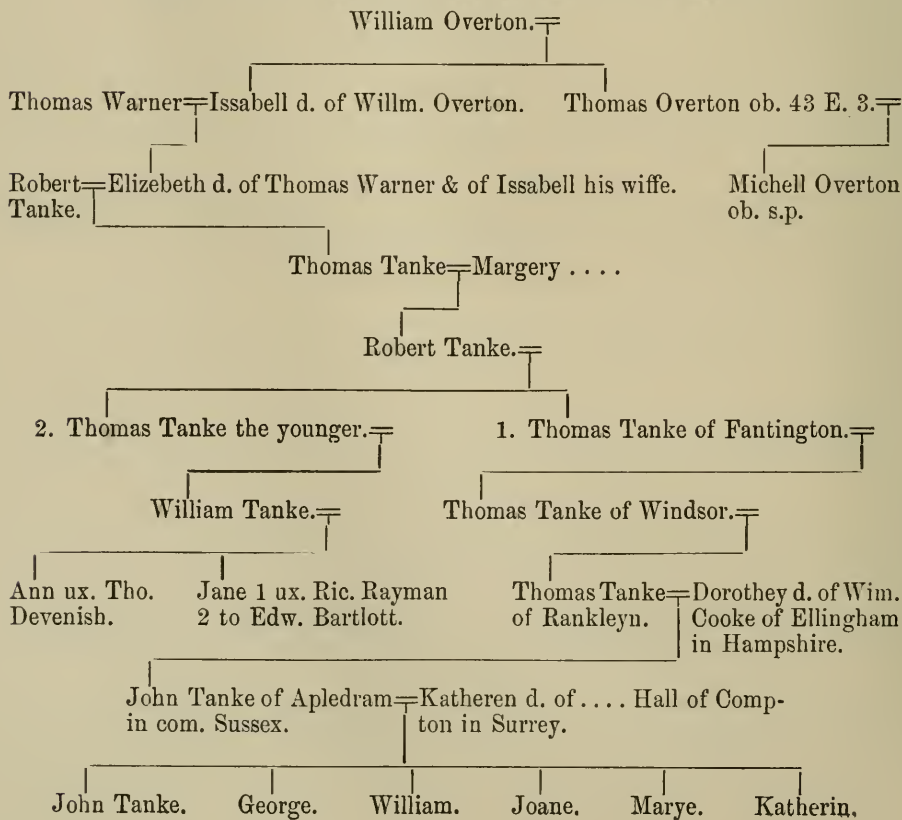 William Overton.
Thomas Warner=Issabell d. of Willm. Overton. Thomas Overton ob. 43 E. 3.=
Robert=Elizebeth d. of Thomas Warner & of Issabell his wiffe. Michell Overton
Tanke. ob. s.p.
Thomas Tanke=Margery . . . .
Robert Tanke.=
2. Thomas Tanke the younger.= 1. Thomas Tanke of Fantington.=
William Tanke.= Thomas Tanke of Windsor.=
Ann ux. Tho. Jane 1 ux. Ric. Rayman Thomas Tanke=Dorothey d. of Wim.
Devenish. 2 to Edw. Bartlott. of Rankleyn. Cooke of Ellingham
in Hampshire.
John Tanke of Apledram=Katheren d. of . . . . Hall of Comp-
in com. Sussex. ton in Surrey.
John Tanke. George. William. Joane. Marye. Katherin.